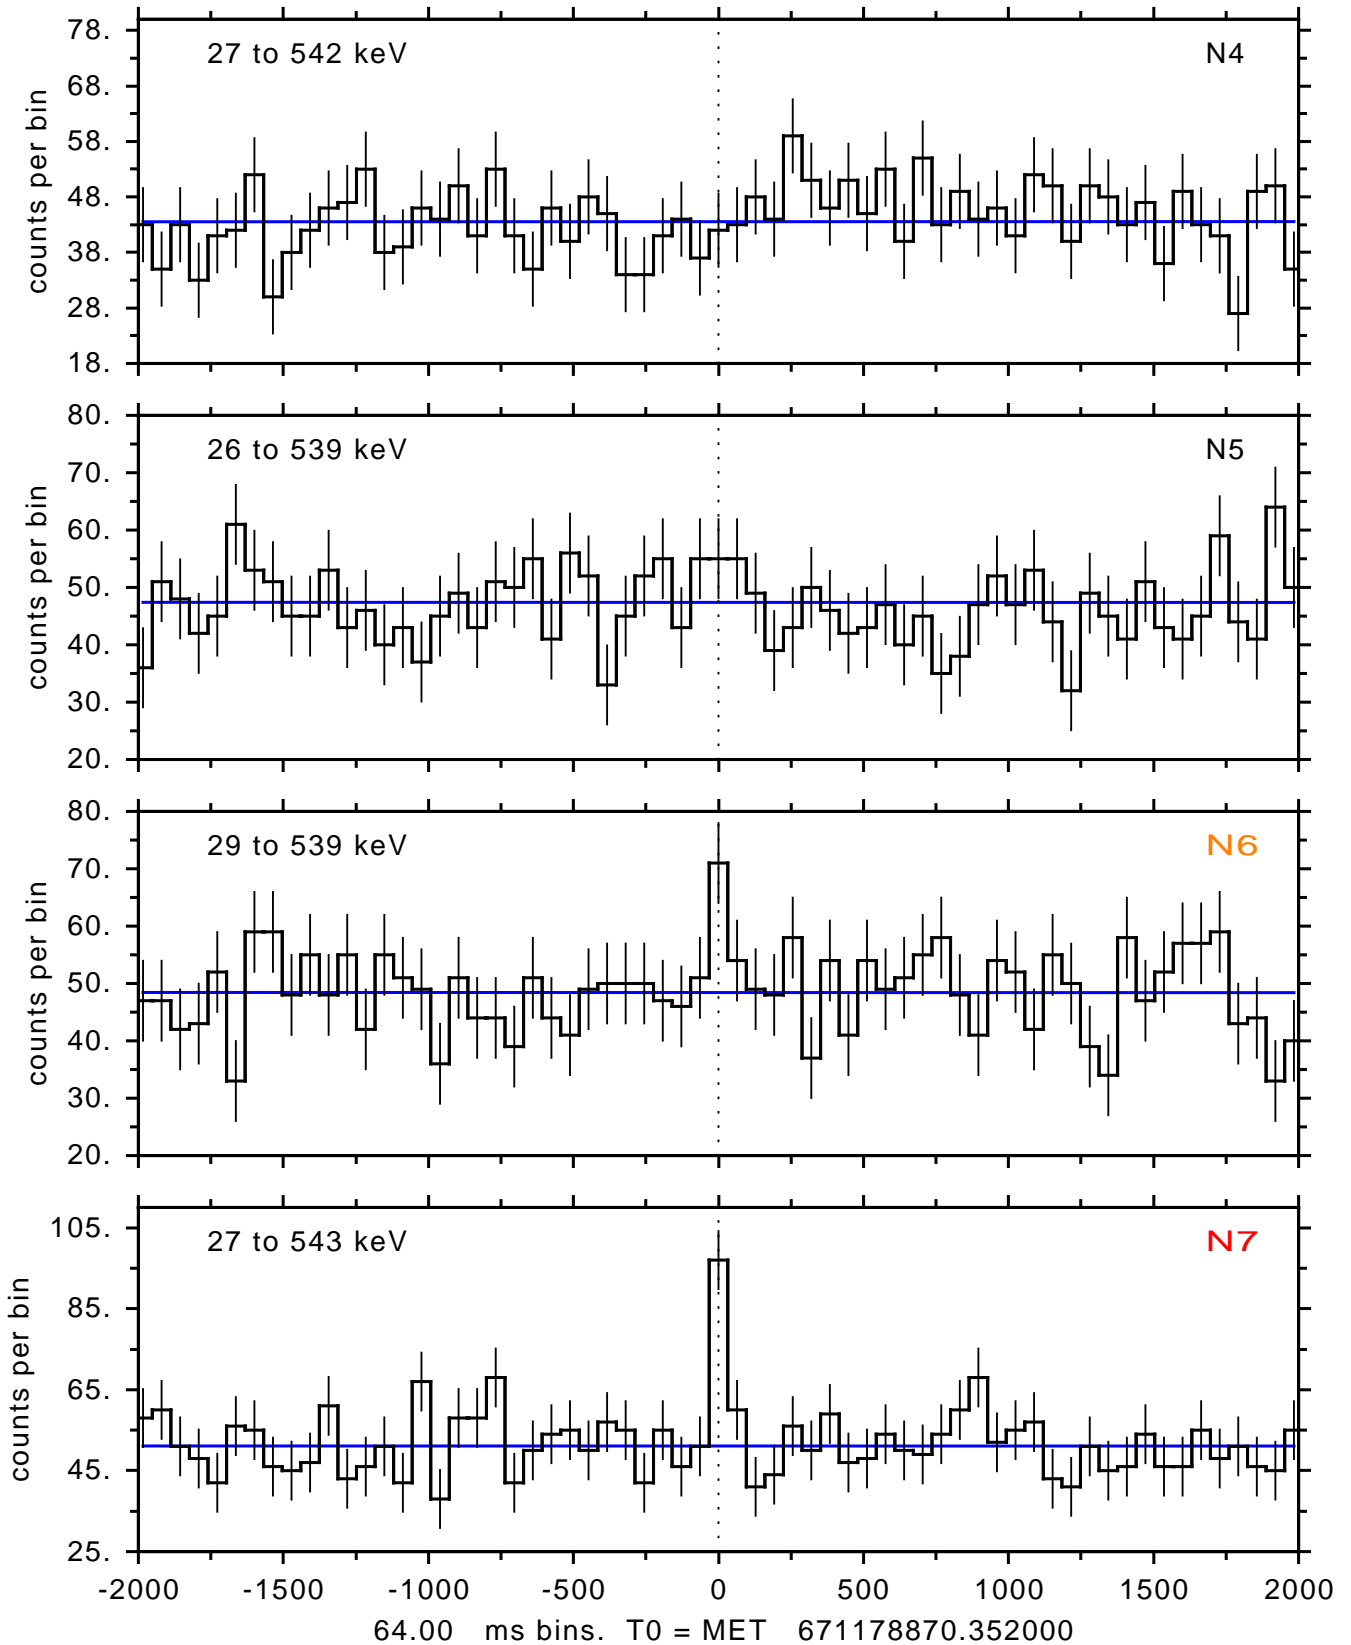 78.
27 to 542 keV N4
68.
58.
48.
38.
28.
18.
counts per bin
80.
26 to 539 keV N5
70.
60.
50.
40.
30.
20.
counts per bin
80.
29 to 539 keV N6
70.
60.
50.
40.
30.
20.
counts per bin
105.
27 to 543 keV N7
85.
65.
45.
25.
counts per bin
-2000 -1500 -1000 -500 0 500 1000 1500 2000
64.00 ms bins. T0 = MET 671178870.352000